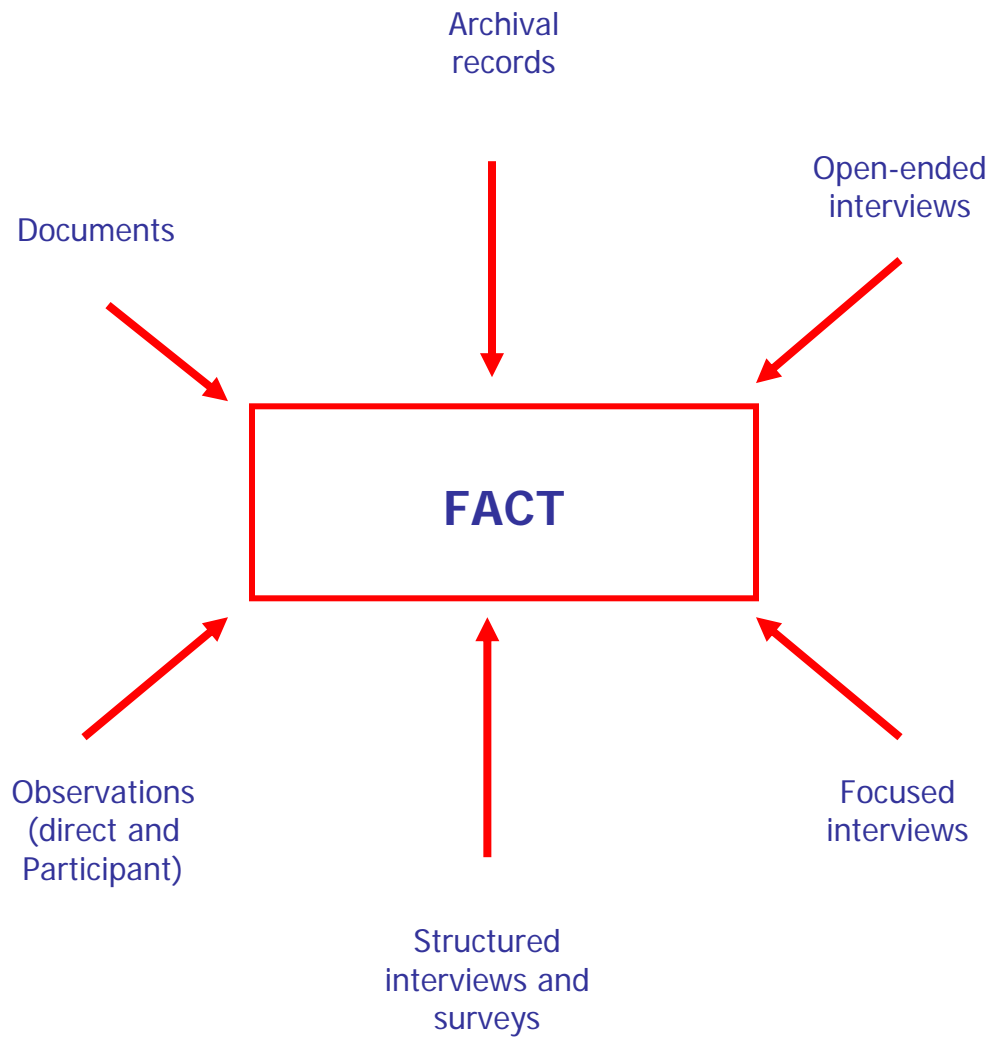 Archival
records
Open-ended
interviews
Documents
FACT
Observations
(direct and
Participant)
Focused
interviews
Structured
interviews and
surveys